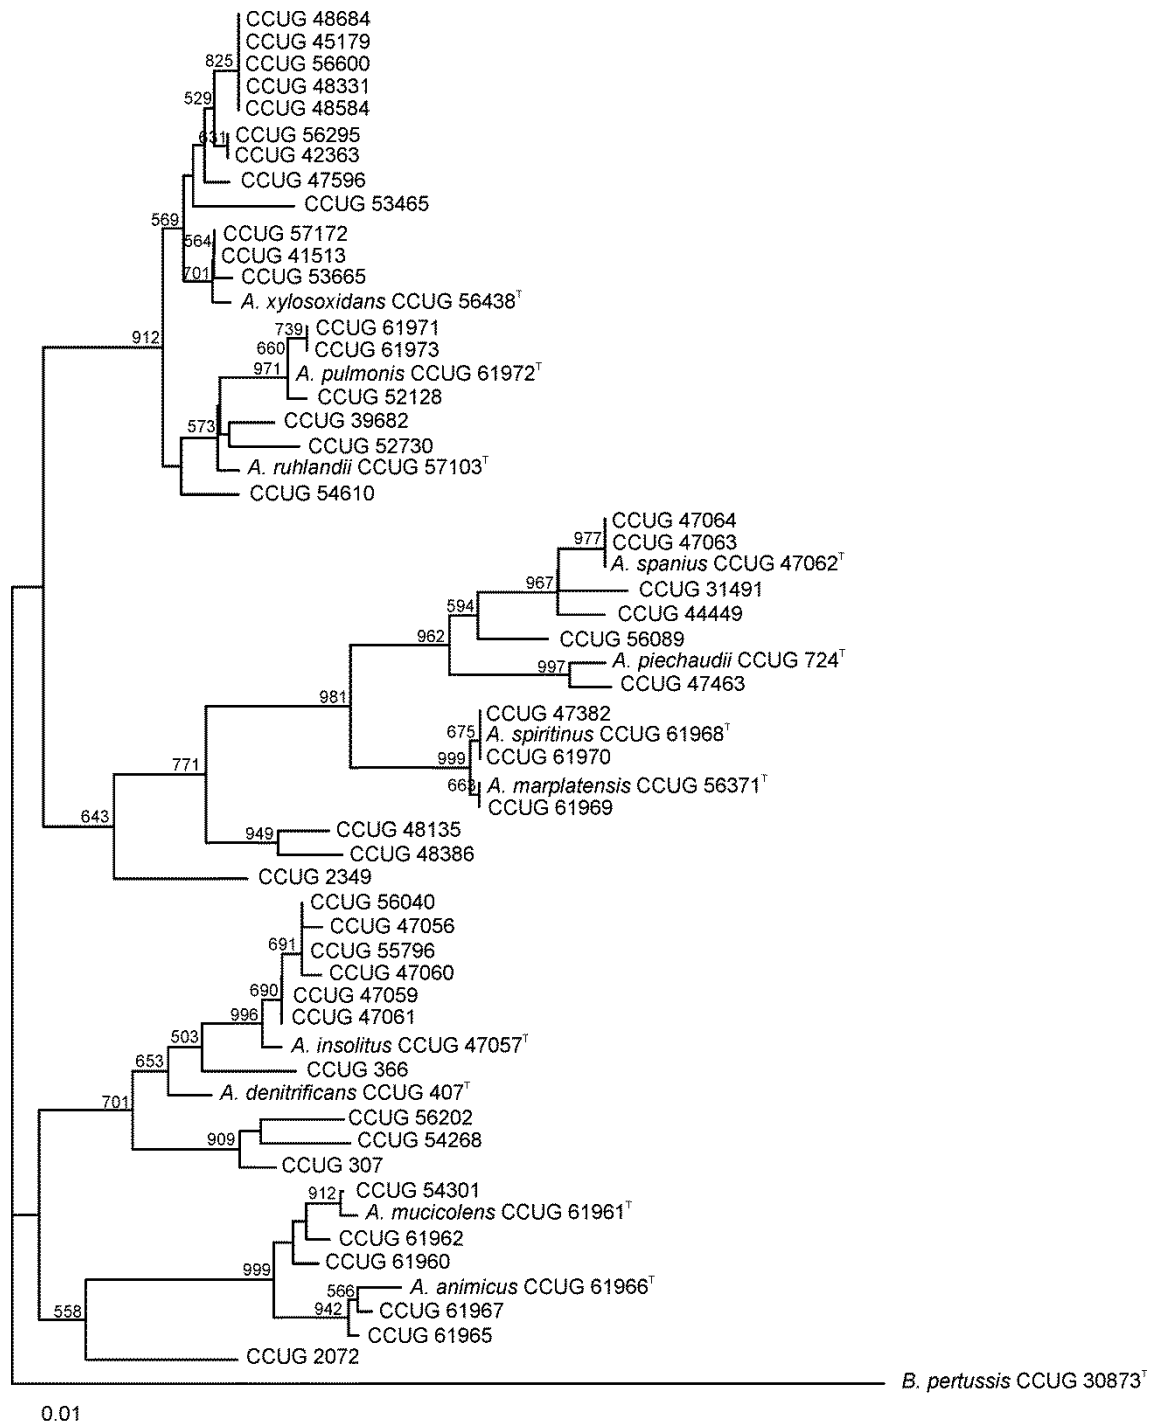 CCUG 48684
CCUG 45179
825 CCUG 56600
CCUG 48331
529 CCUG 48584
631 CCUG 56295
CCUG 42363
CCUG 47596
CCUG 53465
569
564 CCUG 57172
CCUG 41513
701 CCUG 53665
A. xylosoxidans CCUG 56438T
739 CCUG 61971
912
660 CCUG 61973
971 A. pulmonis CCUG 61972T
CCUG 52128
CCUG 39682
573
CCUG 52730
A. ruhlandii CCUG 57103T
CCUG 54610
CCUG 47064
977 CCUG 47063
A. spanius CCUG 47062T
967 CCUG 31491
594 CCUG 44449
962 CCUG 56089
997 A. piechaudii CCUG 724T
CCUG 47463
981
CCUG 47382
675 A. spiritinus CCUG 61968T
999 CCUG 61970
771
663 A. marplatensis CCUG 56371T
CCUG 61969
643
949 CCUG 48135
CCUG 48386
CCUG 2349
CCUG 56040
CCUG 47056
691 CCUG 55796
CCUG 47060
690 CCUG 47059
996 CCUG 47061
503 A. insolitus CCUG 47057T
653 CCUG 366
A. denitrificans CCUG 407T
701
CCUG 56202
909 CCUG 54268
CCUG 307
912 CCUG 54301
A. mucicolens CCUG 61961T
CCUG 61962
CCUG 61960
999
566 A. animicus CCUG 61966T
558 942 CCUG 61967
CCUG 61965
CCUG 2072
B. pertussis CCUG 30873T
0.01